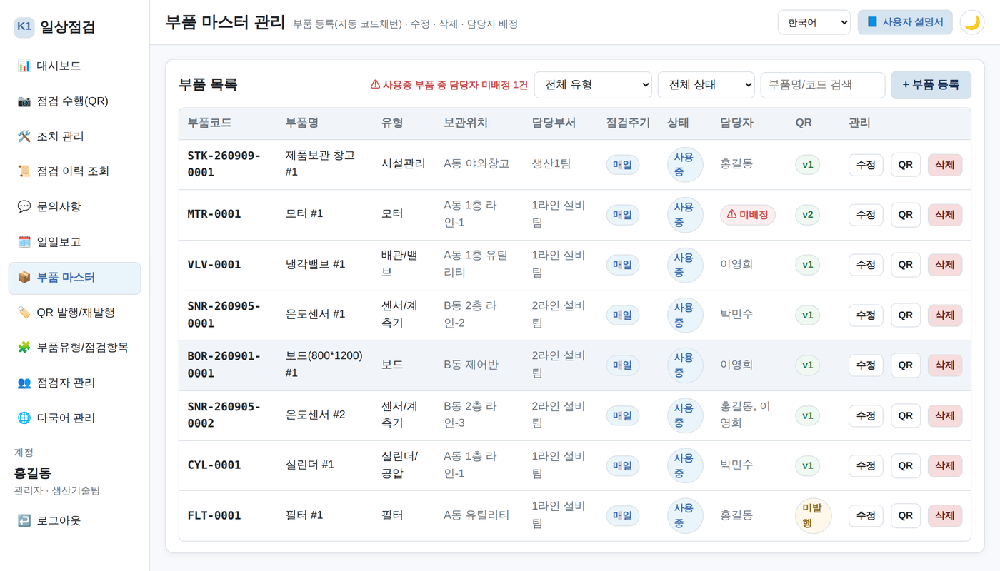 K1 일상점검
📊 대시보드
📷 점검 수행(QR)
🛠️ 조치 관리
📜 점검 이력 조회
💬 문의사항
🗓️ 일일보고
📦 부품 마스터
🏷️ QR 발행/재발행
🧩 부품유형/점검항목
👥 점검자 관리
🌐 다국어 관리
계정
홍길동
관리자 · 생산기술팀
↩️ 로그아웃
부품 마스터 관리 부품 등록(자동 코드채번) · 수정 · 삭제 · 담당자 배정
한국어
📘 사용자 설명서
🌙
부품 목록
⚠ 사용중 부품 중 담당자 미배정 1건
전체 유형
전체 상태
부품명/코드 검색
+ 부품 등록
부품코드 부품명 유형 보관위치 담당부서 점검주기 상태 담당자 QR 관리
STK-260909-
0001
제품보관 창고
#1
시설관리
A동 야외창고
생산1팀
매일
사용
중
홍길동
v1
수정 QR 삭제
MTR-0001
모터 #1
모터
A동 1층 라
인-1
1라인 설비
팀
매일
사용
중
⚠ 미배정
v2
수정 QR 삭제
VLV-0001
냉각밸브 #1
배관/밸
브
A동 1층 유틸
리티
1라인 설비
팀
매일
사용
중
이영희
v1
수정 QR 삭제
SNR-260905-
0001
온도센서 #1
센서/계
측기
B동 2층 라
인-2
2라인 설비
팀
매일
사용
중
박민수
v1
수정 QR 삭제
BOR-260901-
0001
보드(800*1200)
#1
보드
B동 제어반
2라인 설비
팀
매일
사용
중
이영희
v1
수정 QR 삭제
SNR-260905-
0002
온도센서 #2
센서/계
측기
B동 2층 라
인-3
2라인 설비
팀
매일
사용
중
홍길동, 이
영희
v1
수정 QR 삭제
CYL-0001
실린더 #1
실린더/
공압
A동 1층 라
인-1
1라인 설비
팀
매일
사용
중
박민수
v1
수정 QR 삭제
FLT-0001
필터 #1
필터
A동 유틸리티
1라인 설비
팀
매일
사용
중
홍길동
미발
행
수정 QR 삭제